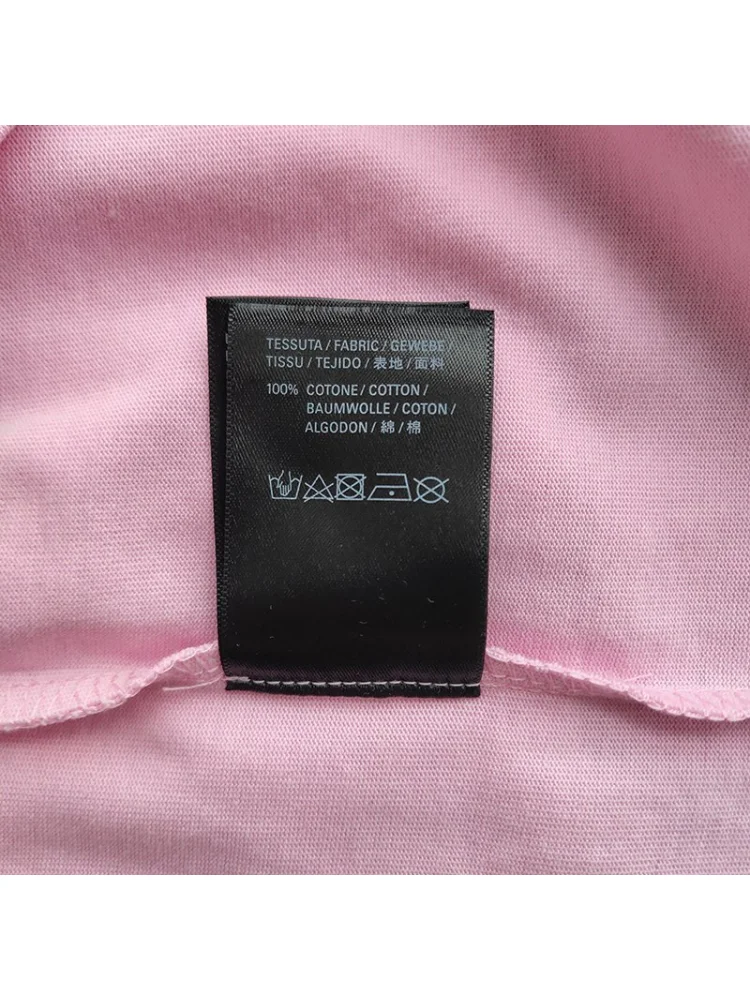 TESSUTA / FABRIC / GEWEBE /
TISSU / TEJIDO / 表地 / 面料
100% COTONE / COTTON /
BAUMWOLLE / COTON /
ALGODON / 綿 / 棉